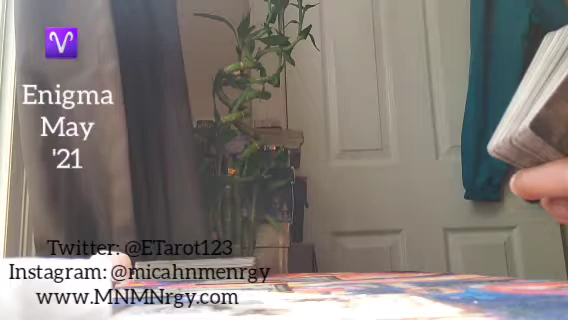 ♈
Enigma
May
'21
Twitter: @ETarot123
Instagram: @micahnmenrgy
www.MNMNrgy.com